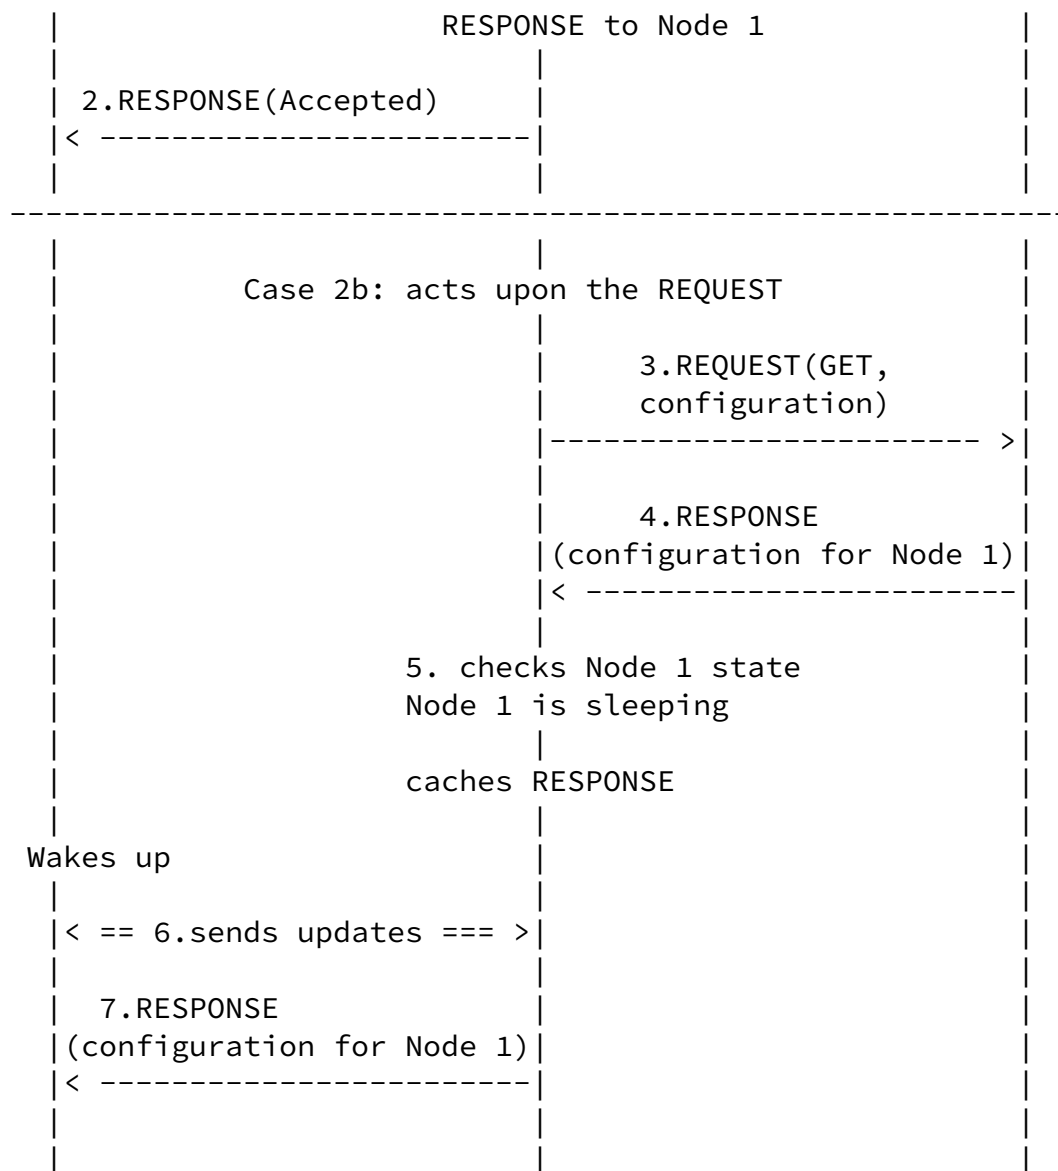 RESPONSE to Node 1
2.RESPONSE(Accepted)
Case 2b: acts upon the REQUEST
3.REQUEST(GET,
configuration)
4.RESPONSE
(configuration for Node 1)
5. checks Node 1 state
Node 1 is sleeping
caches RESPONSE
Wakes up
< == 6.sends updates === >
7.RESPONSE
(configuration for Node 1)